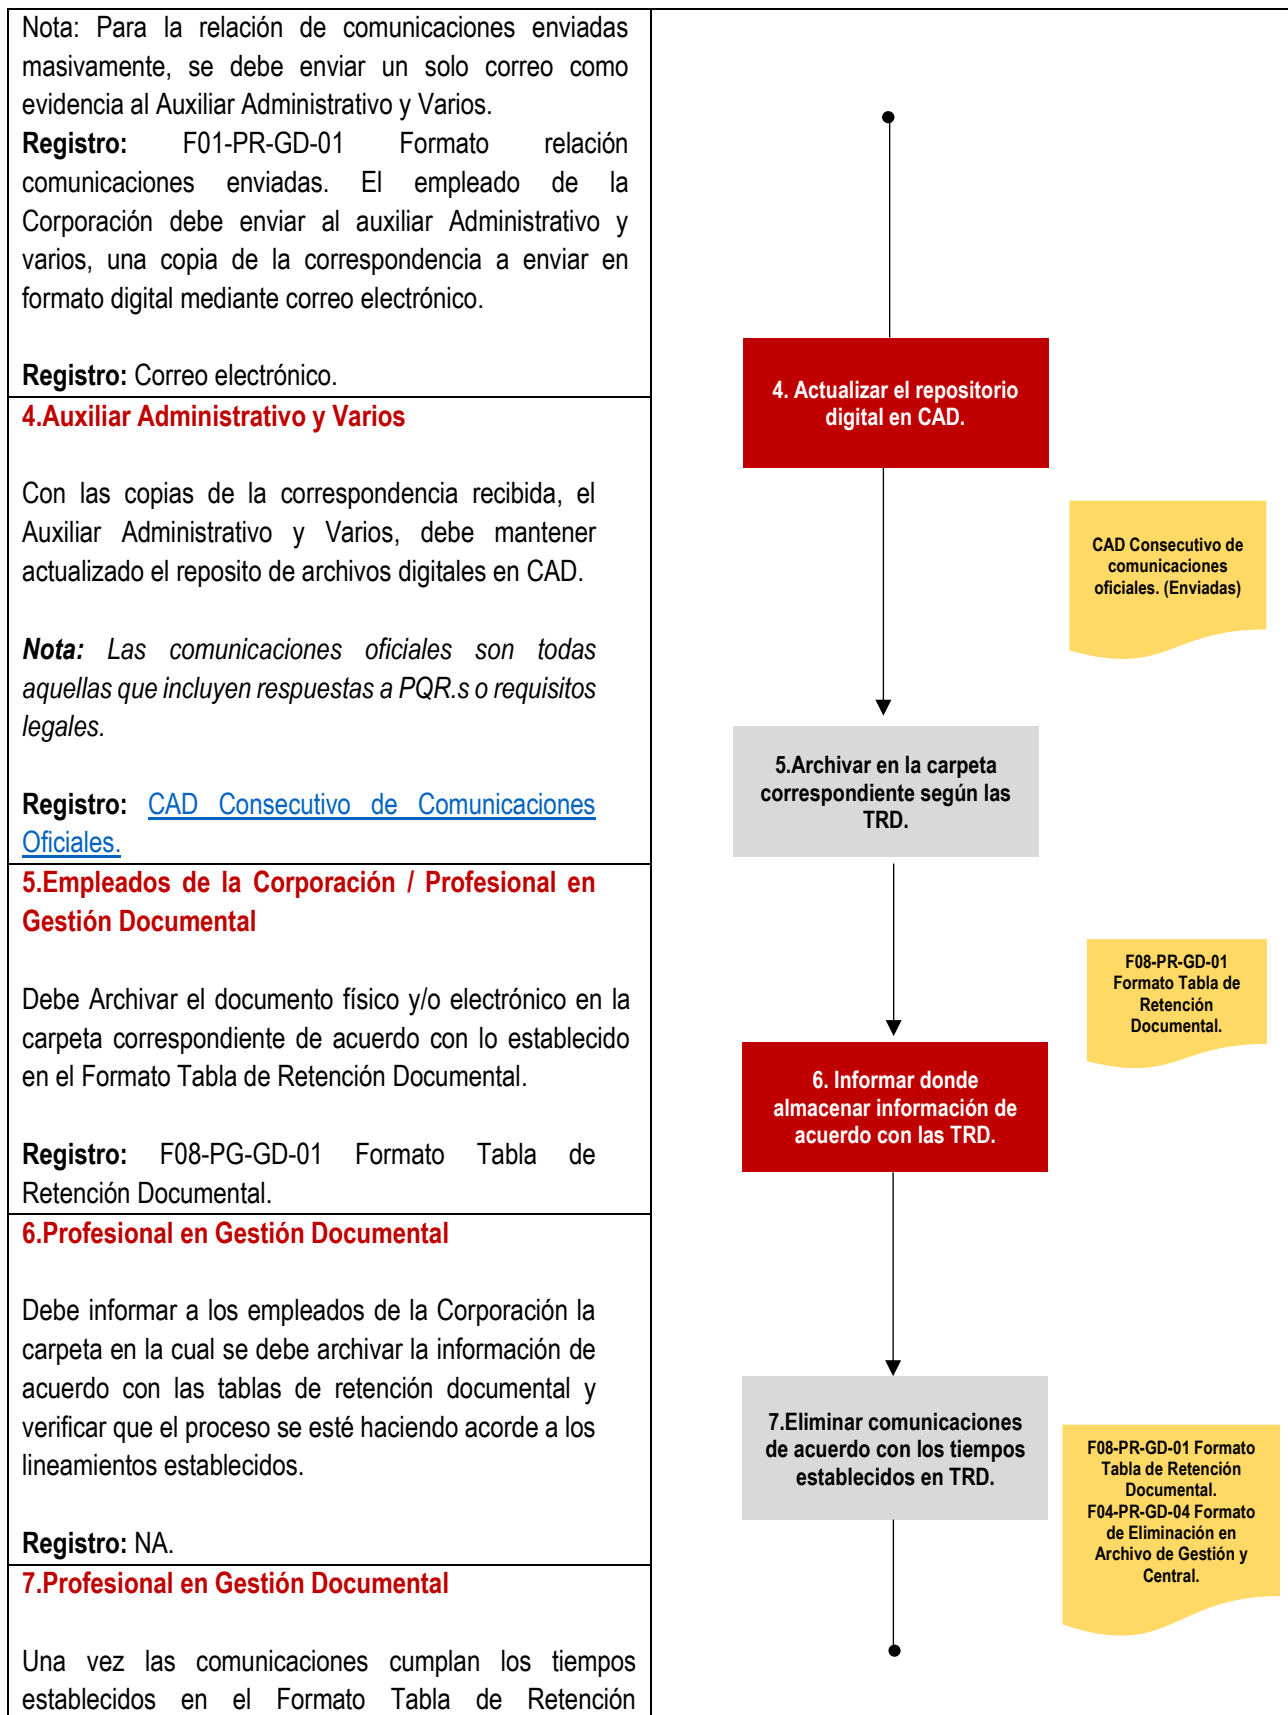 Nota: Para la relación de comunicaciones enviadas
masivamente, se debe enviar un solo correo como
evidencia al Auxiliar Administrativo y Varios.
Registro: F01-PR-GD-01 Formato relación
comunicaciones enviadas. El empleado de la
Corporación debe enviar al auxiliar Administrativo y
varios, una copia de la correspondencia a enviar en
formato digital mediante correo electrónico.
Registro: Correo electrónico.
4.Auxiliar Administrativo y Varios
Con las copias de la correspondencia recibida, el
Auxiliar Administrativo y Varios, debe mantener
actualizado el reposito de archivos digitales en CAD.
Nota: Las comunicaciones oficiales son todas
aquellas que incluyen respuestas a PQR.s o requisitos
legales.
Registro: CAD Consecutivo de Comunicaciones
Oficiales.
5.Empleados de la Corporación / Profesional en
Gestión Documental
Debe Archivar el documento físico y/o electrónico en la
carpeta correspondiente de acuerdo con lo establecido
en el Formato Tabla de Retención Documental.
Registro: F08-PG-GD-01 Formato Tabla de
Retención Documental.
6.Profesional en Gestión Documental
Debe informar a los empleados de la Corporación la
carpeta en la cual se debe archivar la información de
acuerdo con las tablas de retención documental y
verificar que el proceso se esté haciendo acorde a los
lineamientos establecidos.
Registro: NA.
7.Profesional en Gestión Documental
Una vez las comunicaciones cumplan los tiempos
establecidos en el Formato Tabla de Retención
4. Actualizar el repositorio
digital en CAD.
CAD Consecutivo de
comunicaciones
oficiales. (Enviadas)
5.Archivar en la carpeta
correspondiente según las
TRD.
F08-PR-GD-01
Formato Tabla de
Retención
Documental.
6. Informar donde
almacenar información de
acuerdo con las TRD.
7.Eliminar comunicaciones
de acuerdo con los tiempos
establecidos en TRD.
F08-PR-GD-01 Formato
Tabla de Retención
Documental.
F04-PR-GD-04 Formato
de Eliminación en
Archivo de Gestión y
Central.